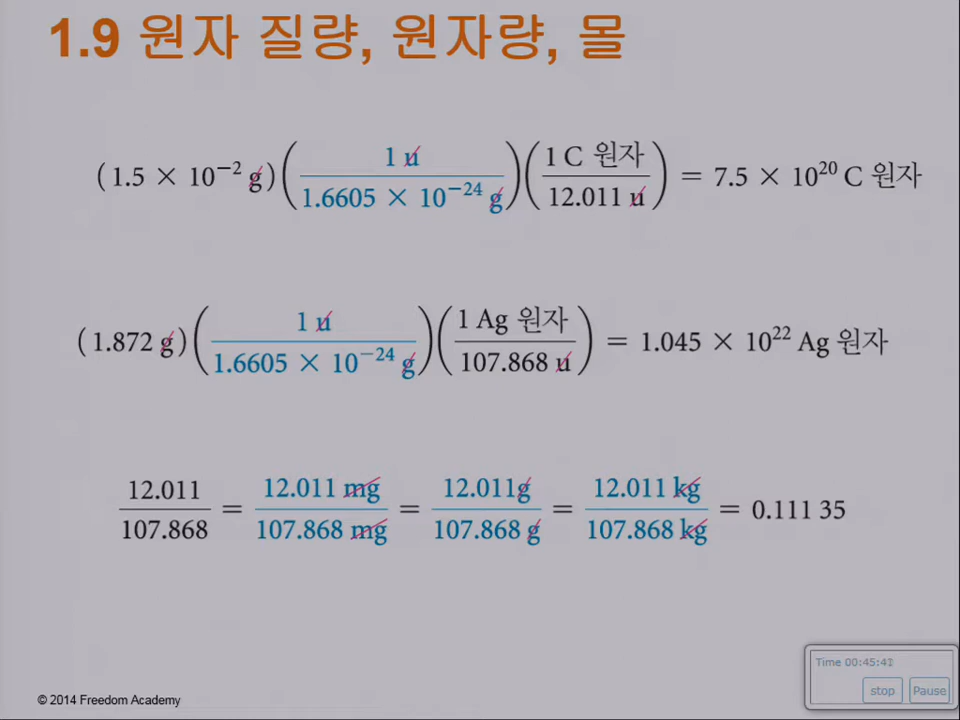 1.9 원자 질량, 원자량, 몰
(1.5 × 10⁻² g)(1 u / 1.6605 × 10⁻²⁴ g)(1 C 원자 / 12.011 u) = 7.5 × 10²⁰ C 원자
(1.872 g)(1 u / 1.6605 × 10⁻²⁴ g)(1 Ag 원자 / 107.868 u) = 1.045 × 10²² Ag 원자
12.011 / 107.868 = 12.011 mg / 107.868 mg = 12.011g / 107.868 g = 12.011 kg / 107.868 kg = 0.111 35
Time 00:45:41
stop Pause
© 2014 Freedom Academy